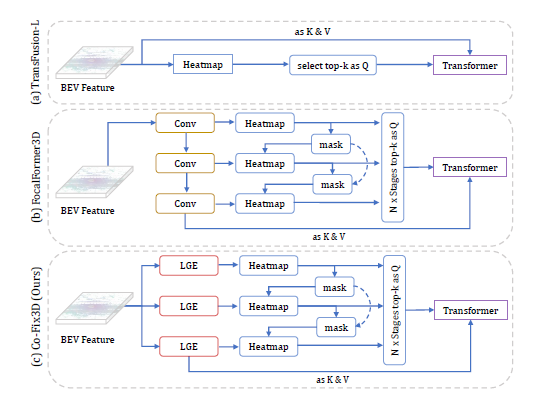 (a) TransFusion-L
as K & V
BEV Feature
Heatmap
select top-k as Q
Transformer
(b) FocalFormer3D
BEV Feature
Conv
Heatmap
mask
Conv
Heatmap
mask
Conv
Heatmap
N x Stages top-k as Q
Transformer
as K & V
(c) Co-Fix3D (Ours)
BEV Feature
LGE
Heatmap
mask
LGE
Heatmap
mask
LGE
Heatmap
N x Stages top-k as Q
Transformer
as K & V